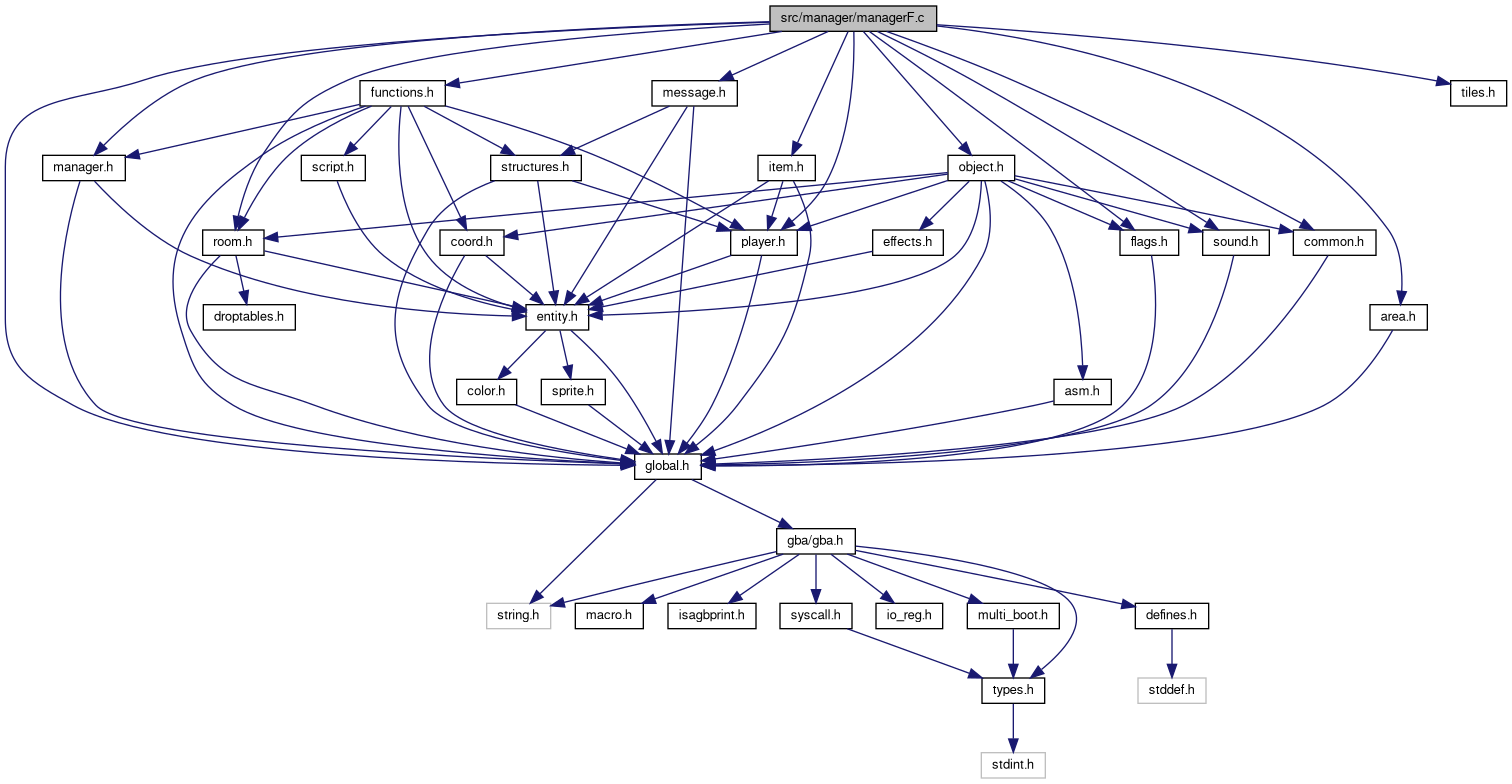 src/manager/managerF.c
functions.h
message.h
tiles.h
manager.h
script.h
structures.h
item.h
object.h
room.h
coord.h
player.h
effects.h
flags.h
sound.h
common.h
droptables.h
entity.h
area.h
color.h
sprite.h
asm.h
global.h
gba/gba.h
string.h
macro.h
isagbprint.h
syscall.h
io_reg.h
multi_boot.h
defines.h
types.h
stddef.h
stdint.h